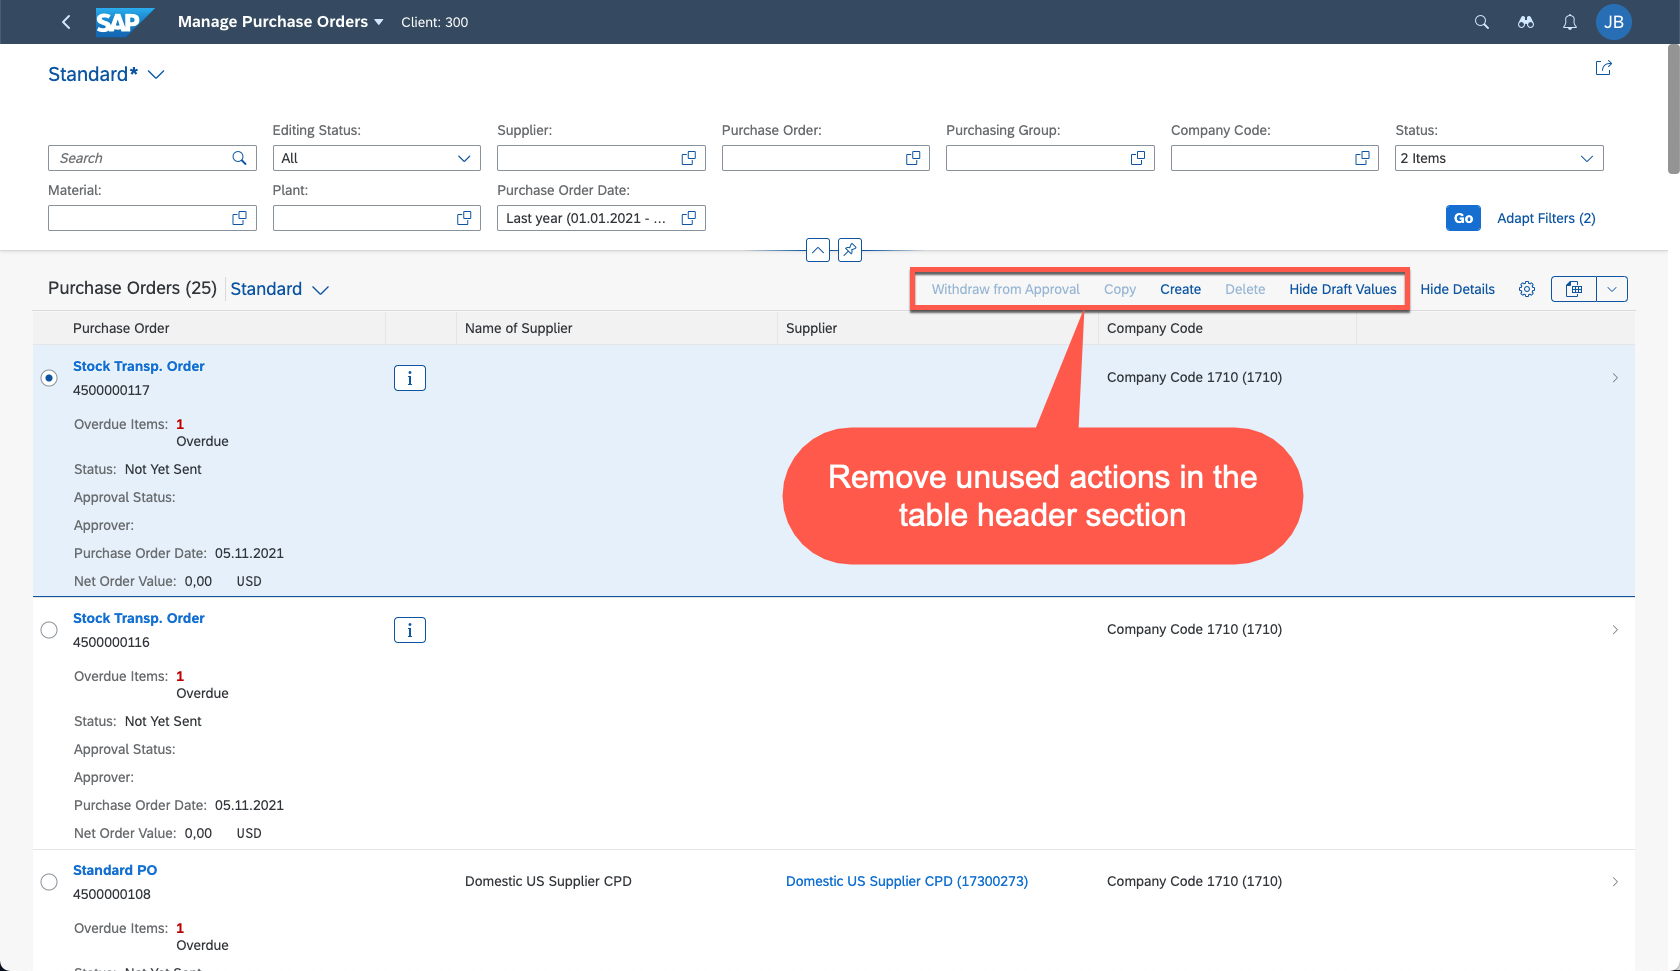 SAP Manage Purchase Orders Client: 300 JB
Standard*
Editing Status: Supplier: Purchase Order: Purchasing Group: Company Code: Status:
Search All 2 Items
Material: Plant: Purchase Order Date:
Last year (01.01.2021 - ... Go Adapt Filters (2)
Purchase Orders (25) Standard Withdraw from Approval Copy Create Delete Hide Draft Values Hide Details
Purchase Order Name of Supplier Supplier Company Code
Stock Transp. Order
4500000117 i Company Code 1710 (1710)
Overdue Items: 1
Overdue
Status: Not Yet Sent
Approval Status:
Approver:
Purchase Order Date: 05.11.2021
Net Order Value: 0,00 USD
Remove unused actions in the
table header section
Stock Transp. Order
4500000116 i Company Code 1710 (1710)
Overdue Items: 1
Overdue
Status: Not Yet Sent
Approval Status:
Approver:
Purchase Order Date: 05.11.2021
Net Order Value: 0,00 USD
Standard PO
4500000108 Domestic US Supplier CPD Domestic US Supplier CPD (17300273) Company Code 1710 (1710)
Overdue Items: 1
Overdue